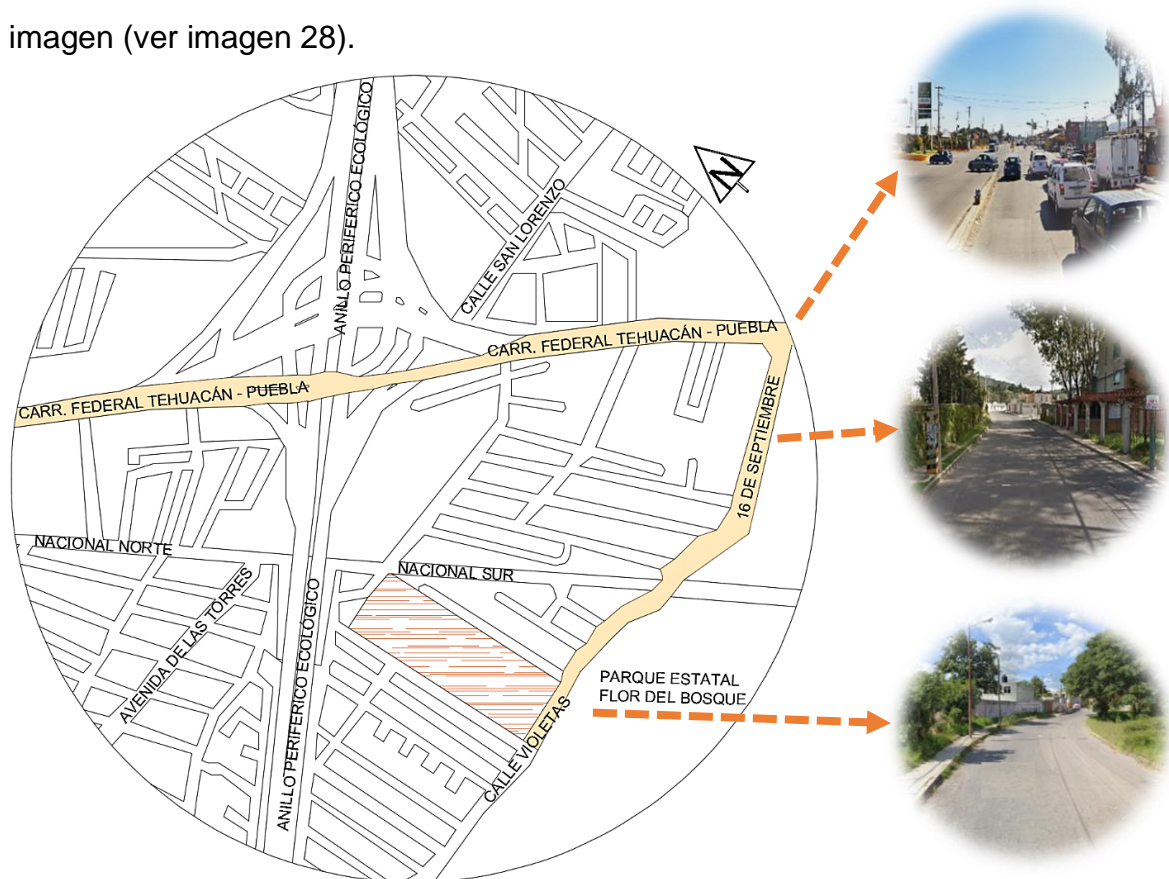 imagen (ver imagen 28).
ANILLO PERIFERICO ECOLÓGICO
CALLE SAN LORENZO
N
CARR. FEDERAL TEHUACÁN - PUEBLA
CARR. FEDERAL TEHUACÁN - PUEBLA
16 DE SEPTIEMBRE
NACIONAL NORTE
NACIONAL SUR
AVENIDA DE LAS TORRES
ANILLO PERIFERICO ECOLÓGICO
PARQUE ESTATAL
FLOR DEL BOSQUE
CALLE VIOLETAS